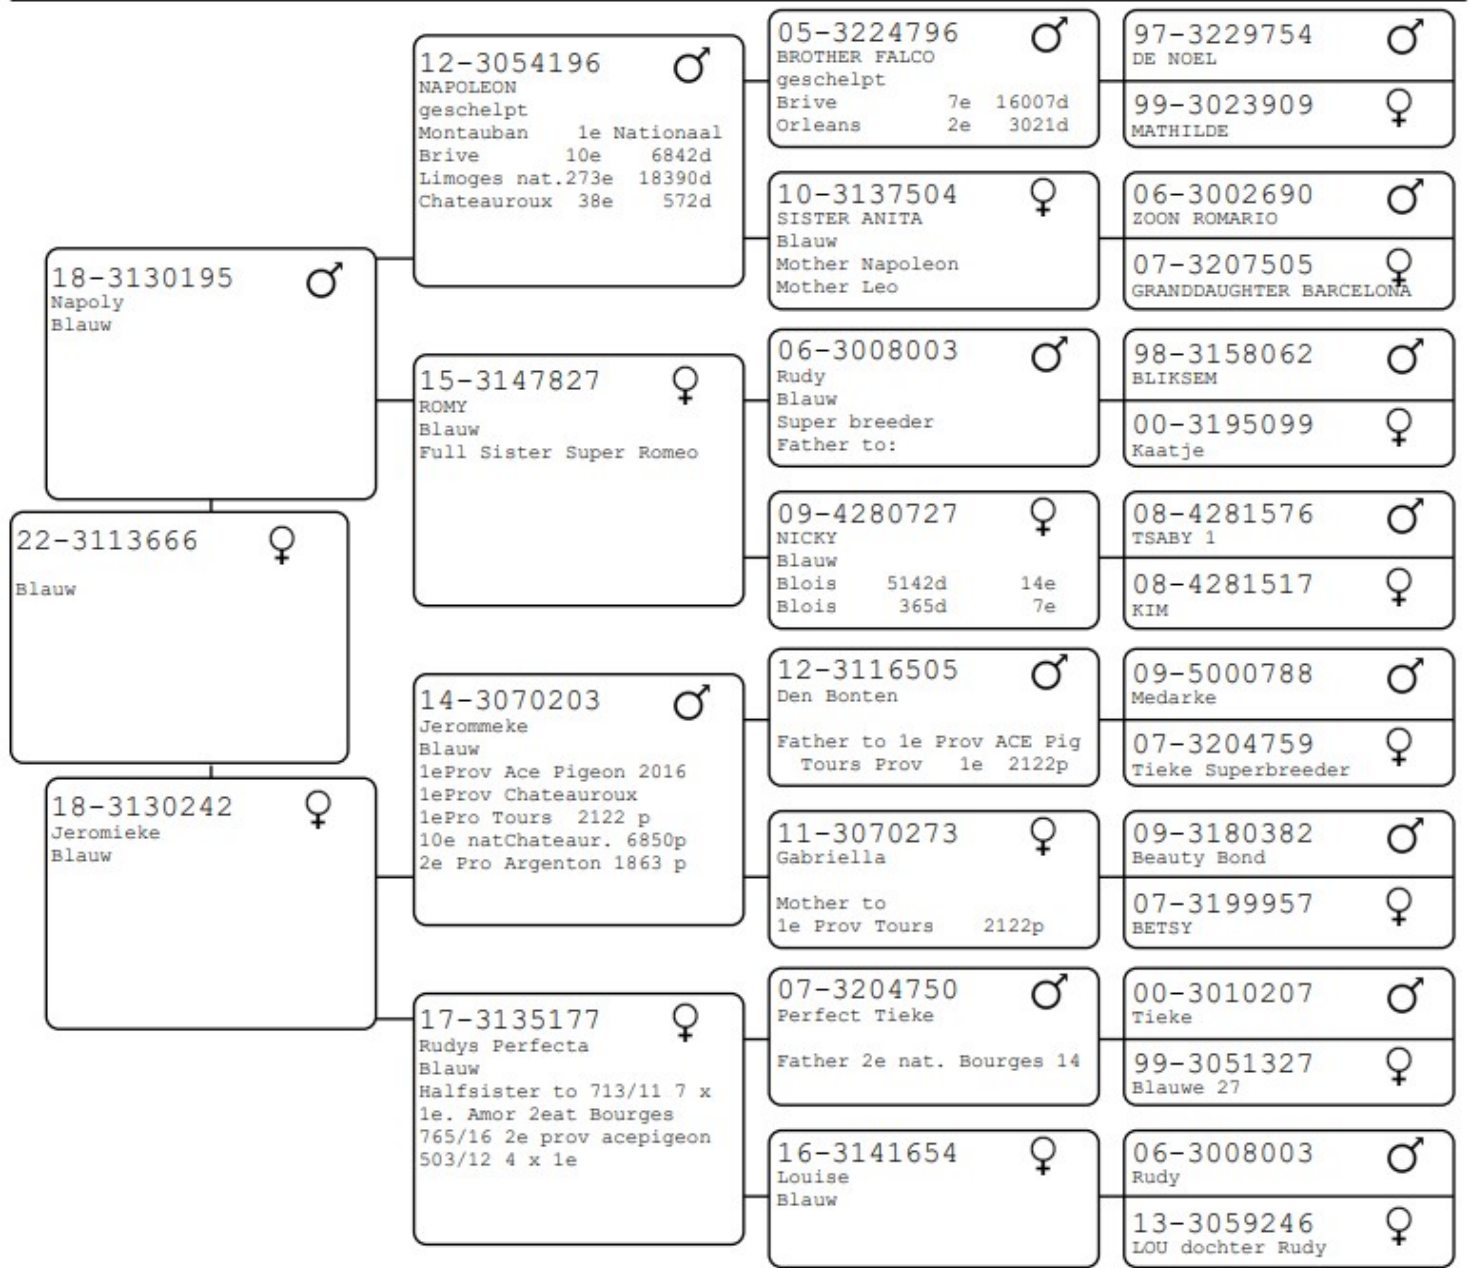 22-3113666
Blauw
18-3130195
Napoly
Blauw
18-3130242
Jeromieke
Blauw
12-3054196
NAPOLEON
geschelpt
Montauban 1e Nationaal
Brive 10e 6842d
Limoges nat.273e 18390d
Chateauroux 38e 572d
15-3147827
ROMY
Blauw
Full Sister Super Romeo
14-3070203
Jerommeke
Blauw
1eProv Ace Pigeon 2016
1eProv Chateauroux
1ePro Tours 2122 p
10e natChateaur. 6850p
2e Pro Argenton 1863 p
17-3135177
Rudys Perfecta
Blauw
Halfsister to 713/11 7 x
1e. Amor 2eat Bourges
765/16 2e prov acepigeon
503/12 4 x 1e
05-3224796
BROTHER FALCO
geschelpt
Brive 7e 16007d
Orleans 2e 3021d
10-3137504
SISTER ANITA
Blauw
Mother Napoleon
Mother Leo
06-3008003
Rudy
Blauw
Super breeder
Father to:
09-4280727
NICKY
Blauw
Blois 5142d 14e
Blois 365d 7e
12-3116505
Den Bonten
Father to 1e Prov ACE Pig
Tours Prov 1e 2122p
11-3070273
Gabriella
Mother to
1e Prov Tours 2122p
07-3204750
Perfect Tieke
Father 2e nat. Bourges 14
16-3141654
Louise
Blauw
97-3229754
DE NOEL
99-3023909
MATHILDE
06-3002690
ZOON ROMARIO
07-3207505
GRANDDAUGHTER BARCELONA
98-3158062
BLIKSEM
00-3195099
Kaatje
08-4281576
TSABY 1
08-4281517
KIM
09-5000788
Medarke
07-3204759
Tieke Superbreeder
09-3180382
Beauty Bond
07-3199957
BETSY
00-3010207
Tieke
99-3051327
Blauwe 27
06-3008003
Rudy
13-3059246
LOU dochter Rudy